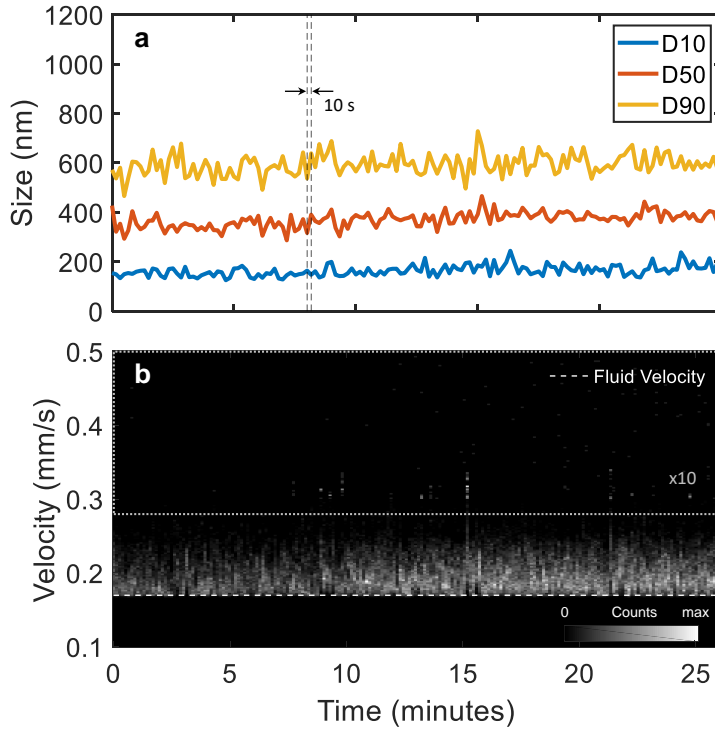 1200
1000
800
600
400
200
0
Size (nm)
a
10 s
D10
D50
D90
0.5
0.4
0.3
0.2
0.1
Velocity (mm/s)
b
Fluid Velocity
x10
0 Counts max
0 5 10 15 20 25
Time (minutes)